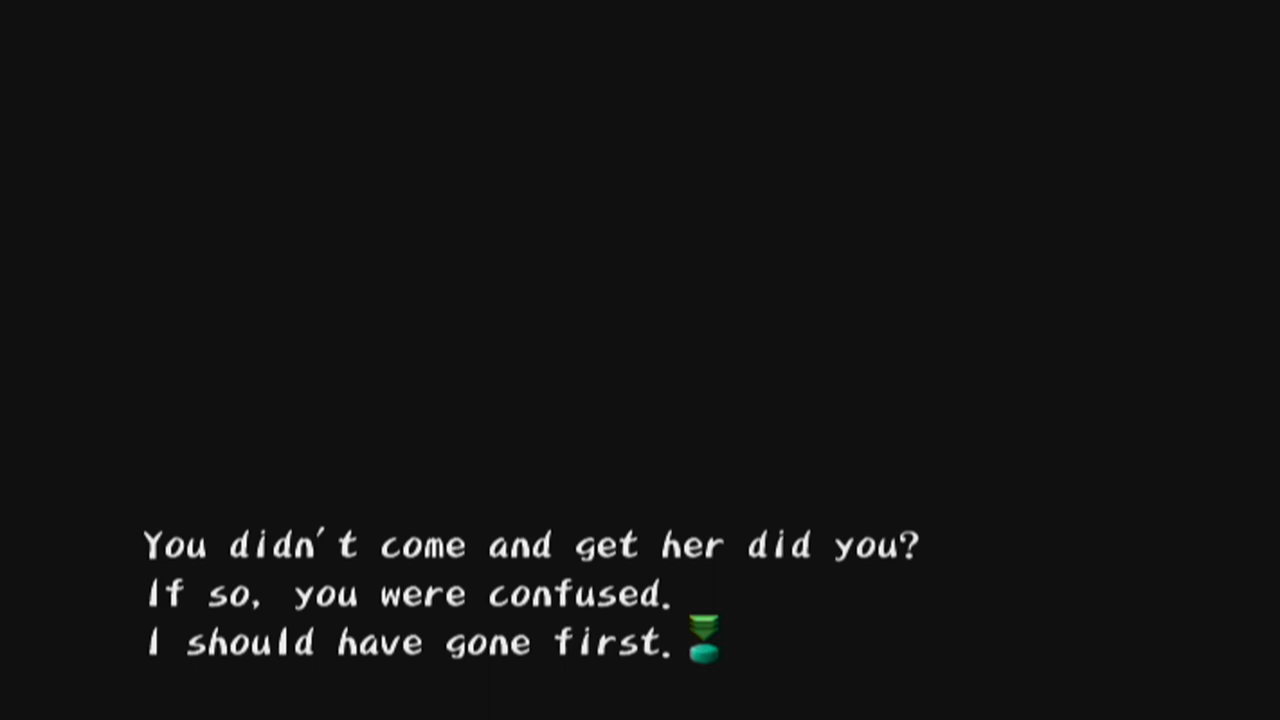 You didn't come and get her did you?
If so, you were confused.
I should have gone first.